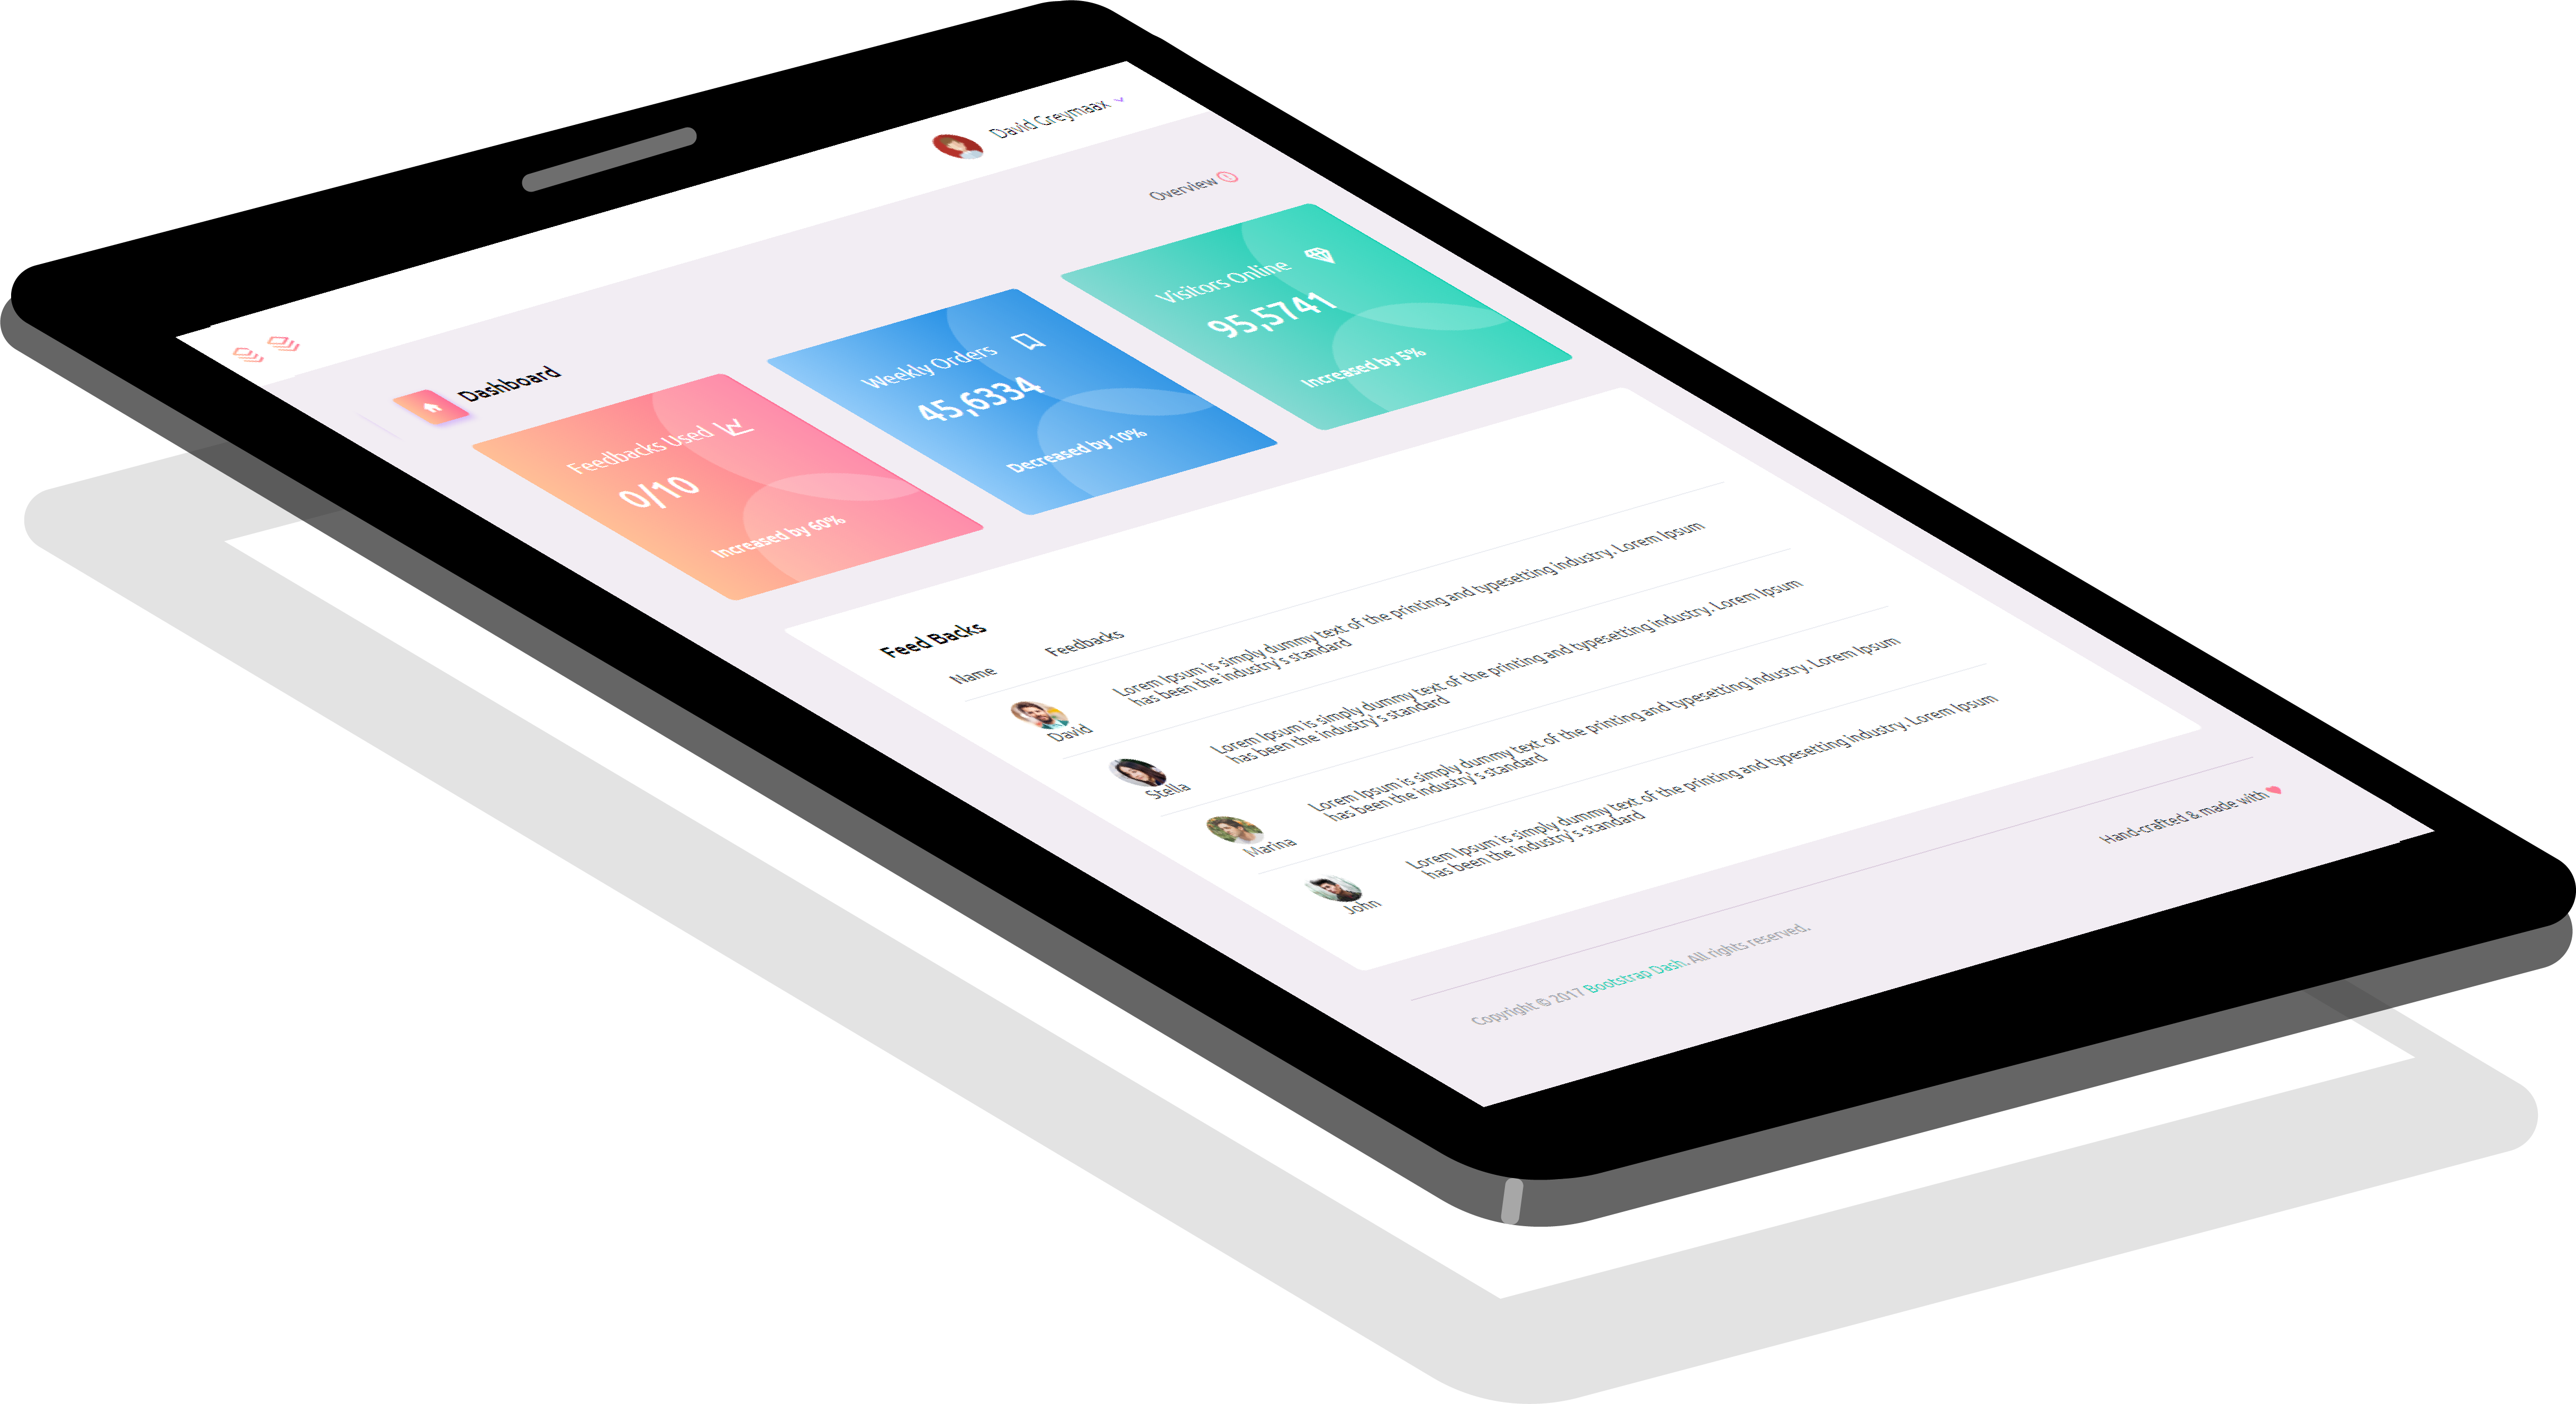 David Greymaax
Dashboard
Overview
Feedbacks Used
0/10
Increased by 60%
Weekly Orders
45,6334
Decreased by 10%
Visitors Online
95,5741
Increased by 5%
Feed Backs
Name Feedbacks
David
Lorem Ipsum is simply dummy text of the printing and typesetting industry. Lorem Ipsum
has been the industry's standard
Stella
Lorem Ipsum is simply dummy text of the printing and typesetting industry. Lorem Ipsum
has been the industry's standard
Marina
Lorem Ipsum is simply dummy text of the printing and typesetting industry. Lorem Ipsum
has been the industry's standard
John
Lorem Ipsum is simply dummy text of the printing and typesetting industry. Lorem Ipsum
has been the industry's standard
Copyright © 2017 Bootstrap Dash. All rights reserved.
Hand-crafted & made with